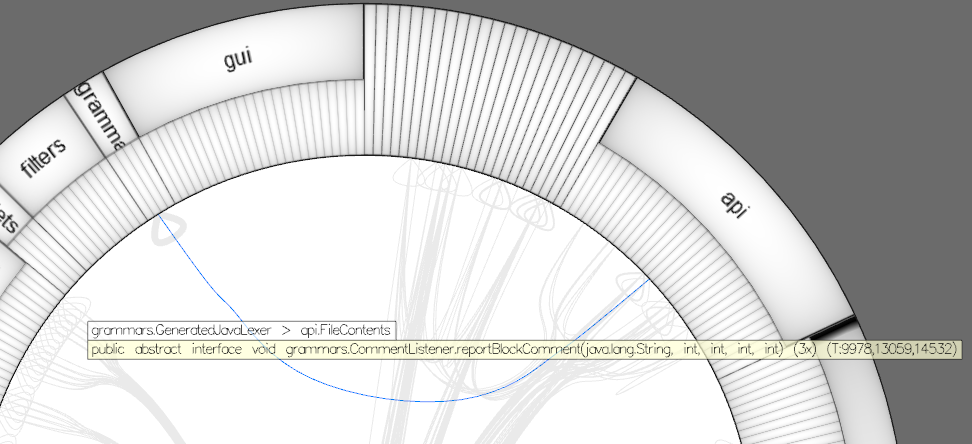 gui
gramma
filters
ets
api
grammars.GeneratedJavaLexer > api.FileContents
public abstract interface void grammars.CommentListener.reportBlockComment(java.lang.String, int, int, int, int) (3x) (T:9978,13059,14532)